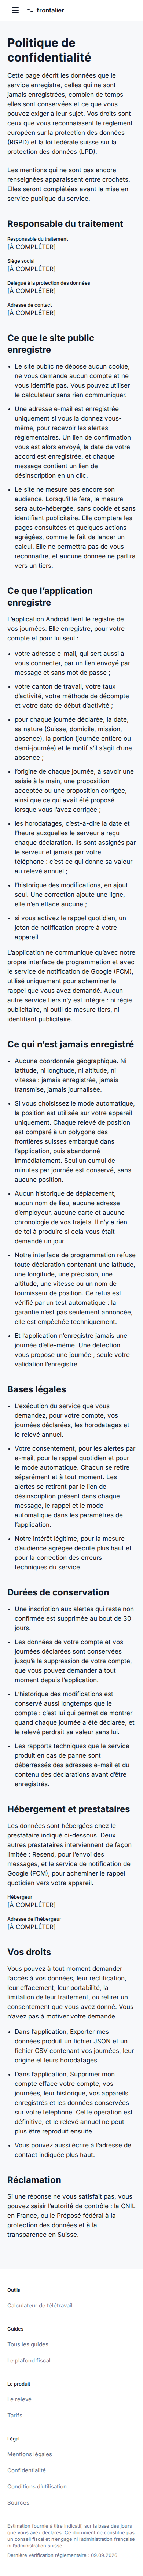 frontalier
Politique de
confidentialité
Cette page décrit les données que le
service enregistre, celles qui ne sont
jamais enregistrées, combien de temps
elles sont conservées et ce que vous
pouvez exiger à leur sujet. Vos droits sont
ceux que vous reconnaissent le règlement
européen sur la protection des données
(RGPD) et la loi fédérale suisse sur la
protection des données (LPD).
Les mentions qui ne sont pas encore
renseignées apparaissent entre crochets.
Elles seront complétées avant la mise en
service publique du service.
Responsable du traitement
Responsable du traitement
[À COMPLÉTER]
Siège social
[À COMPLÉTER]
Délégué à la protection des données
[À COMPLÉTER]
Adresse de contact
[À COMPLÉTER]
Ce que le site public
enregistre
Le site public ne dépose aucun cookie,
ne vous demande aucun compte et ne
vous identifie pas. Vous pouvez utiliser
le calculateur sans rien communiquer.
Une adresse e-mail est enregistrée
uniquement si vous la donnez vous-
même, pour recevoir les alertes
réglementaires. Un lien de confirmation
vous est alors envoyé, la date de votre
accord est enregistrée, et chaque
message contient un lien de
désinscription en un clic.
Le site ne mesure pas encore son
audience. Lorsqu'il le fera, la mesure
sera auto-hébergée, sans cookie et sans
identifiant publicitaire. Elle comptera les
pages consultées et quelques actions
agrégées, comme le fait de lancer un
calcul. Elle ne permettra pas de vous
reconnaître, et aucune donnée ne partira
vers un tiers.
Ce que l'application
enregistre
L'application Android tient le registre de
vos journées. Elle enregistre, pour votre
compte et pour lui seul :
votre adresse e-mail, qui sert aussi à
vous connecter, par un lien envoyé par
message et sans mot de passe ;
votre canton de travail, votre taux
d'activité, votre méthode de décompte
et votre date de début d'activité ;
pour chaque journée déclarée, la date,
sa nature (Suisse, domicile, mission,
absence), la portion (journée entière ou
demi-journée) et le motif s'il s'agit d'une
absence ;
l'origine de chaque journée, à savoir une
saisie à la main, une proposition
acceptée ou une proposition corrigée,
ainsi que ce qui avait été proposé
lorsque vous l'avez corrigée ;
les horodatages, c'est-à-dire la date et
l'heure auxquelles le serveur a reçu
chaque déclaration. Ils sont assignés par
le serveur et jamais par votre
téléphone : c'est ce qui donne sa valeur
au relevé annuel ;
l'historique des modifications, en ajout
seul. Une correction ajoute une ligne,
elle n'en efface aucune ;
si vous activez le rappel quotidien, un
jeton de notification propre à votre
appareil.
L'application ne communique qu'avec notre
propre interface de programmation et avec
le service de notification de Google (FCM),
utilisé uniquement pour acheminer le
rappel que vous avez demandé. Aucun
autre service tiers n'y est intégré : ni régie
publicitaire, ni outil de mesure tiers, ni
identifiant publicitaire.
Ce qui n'est jamais enregistré
Aucune coordonnée géographique. Ni
latitude, ni longitude, ni altitude, ni
vitesse : jamais enregistrée, jamais
transmise, jamais journalisée.
Si vous choisissez le mode automatique,
la position est utilisée sur votre appareil
uniquement. Chaque relevé de position
est comparé à un polygone des
frontières suisses embarqué dans
l'application, puis abandonné
immédiatement. Seul un cumul de
minutes par journée est conservé, sans
aucune position.
Aucun historique de déplacement,
aucun nom de lieu, aucune adresse
d'employeur, aucune carte et aucune
chronologie de vos trajets. Il n'y a rien
de tel à produire si cela vous était
demandé un jour.
Notre interface de programmation refuse
toute déclaration contenant une latitude,
une longitude, une précision, une
altitude, une vitesse ou un nom de
fournisseur de position. Ce refus est
vérifié par un test automatique : la
garantie n'est pas seulement annoncée,
elle est empêchée techniquement.
Et l'application n'enregistre jamais une
journée d'elle-même. Une détection
vous propose une journée ; seule votre
validation l'enregistre.
Bases légales
L'exécution du service que vous
demandez, pour votre compte, vos
journées déclarées, les horodatages et
le relevé annuel.
Votre consentement, pour les alertes par
e-mail, pour le rappel quotidien et pour
le mode automatique. Chacun se retire
séparément et à tout moment. Les
alertes se retirent par le lien de
désinscription présent dans chaque
message, le rappel et le mode
automatique dans les paramètres de
l'application.
Notre intérêt légitime, pour la mesure
d'audience agrégée décrite plus haut et
pour la correction des erreurs
techniques du service.
Durées de conservation
Une inscription aux alertes qui reste non
confirmée est supprimée au bout de 30
jours.
Les données de votre compte et vos
journées déclarées sont conservées
jusqu'à la suppression de votre compte,
que vous pouvez demander à tout
moment depuis l'application.
L'historique des modifications est
conservé aussi longtemps que le
compte : c'est lui qui permet de montrer
quand chaque journée a été déclarée, et
le relevé perdrait sa valeur sans lui.
Les rapports techniques que le service
produit en cas de panne sont
débarrassés des adresses e-mail et du
contenu des déclarations avant d'être
enregistrés.
Hébergement et prestataires
Les données sont hébergées chez le
prestataire indiqué ci-dessous. Deux
autres prestataires interviennent de façon
limitée : Resend, pour l'envoi des
messages, et le service de notification de
Google (FCM), pour acheminer le rappel
quotidien vers votre appareil.
Hébergeur
[À COMPLÉTER]
Adresse de l'hébergeur
[À COMPLÉTER]
Vos droits
Vous pouvez à tout moment demander
l'accès à vos données, leur rectification,
leur effacement, leur portabilité, la
limitation de leur traitement, ou retirer un
consentement que vous avez donné. Vous
n'avez pas à motiver votre demande.
Dans l'application, Exporter mes
données produit un fichier JSON et un
fichier CSV contenant vos journées, leur
origine et leurs horodatages.
Dans l'application, Supprimer mon
compte efface votre compte, vos
journées, leur historique, vos appareils
enregistrés et les données conservées
sur votre téléphone. Cette opération est
définitive, et le relevé annuel ne peut
plus être reproduit ensuite.
Vous pouvez aussi écrire à l'adresse de
contact indiquée plus haut.
Réclamation
Si une réponse ne vous satisfait pas, vous
pouvez saisir l'autorité de contrôle : la CNIL
en France, ou le Préposé fédéral à la
protection des données et à la
transparence en Suisse.
Outils
Calculateur de télétravail
Guides
Tous les guides
Le plafond fiscal
Le produit
Le relevé
Tarifs
Légal
Mentions légales
Confidentialité
Conditions d'utilisation
Sources
Estimation fournie à titre indicatif, sur la base des jours
que vous avez déclarés. Ce document ne constitue pas
un conseil fiscal et n'engage ni l'administration française
ni l'administration suisse.
Dernière vérification réglementaire : 09.09.2026